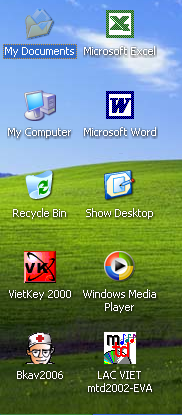 My Documents
Microsoft Excel
My Computer
Microsoft Word
Recycle Bin
Show Desktop
VietKey 2000
Windows Media
Player
Bkav2006
LAC VIET
mtd2002-EVA